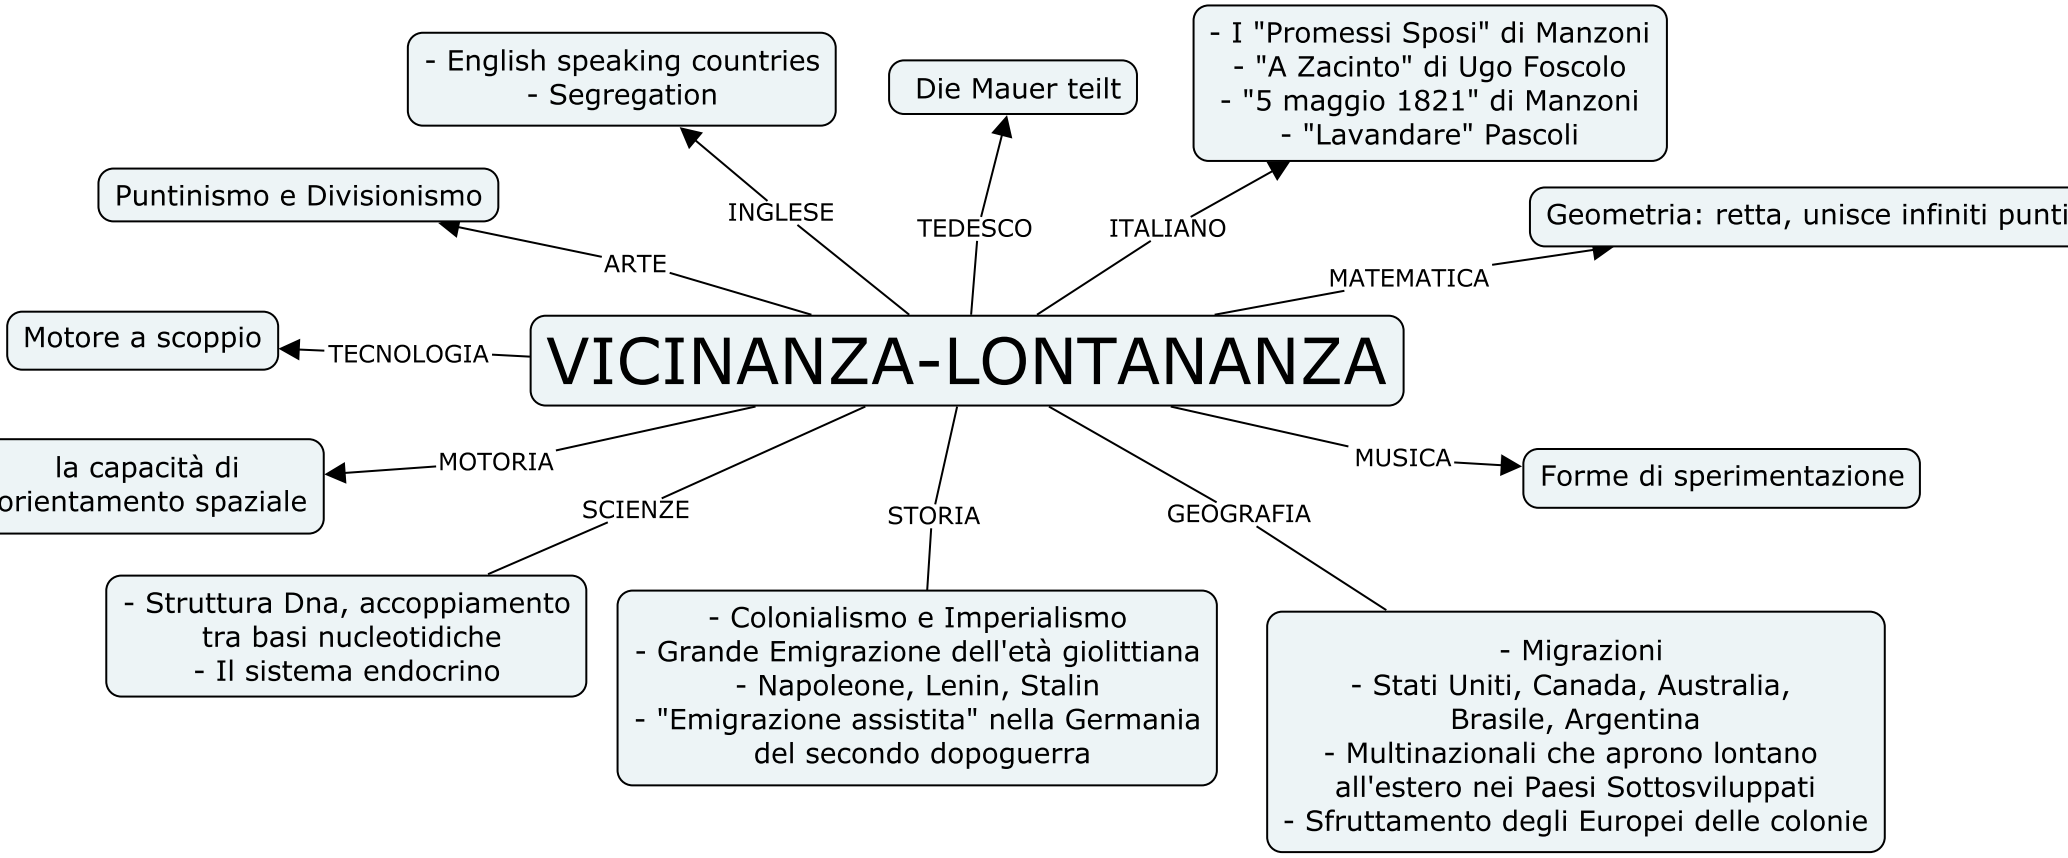 - I "Promessi Sposi" di Manzoni
- "A Zacinto" di Ugo Foscolo
- "5 maggio 1821" di Manzoni
- "Lavandare" Pascoli
- English speaking countries
- Segregation
Die Mauer teilt
Puntinismo e Divisionismo
Geometria: retta, unisce infiniti punti
INGLESE
TEDESCO
ITALIANO
ARTE
MATEMATICA
Motore a scoppio
TECNOLOGIA
VICINANZA-LONTANANZA
la capacità di
orientamento spaziale
MOTORIA
MUSICA
Forme di sperimentazione
SCIENZE
STORIA
GEOGRAFIA
- Struttura Dna, accoppiamento
tra basi nucleotidiche
- Il sistema endocrino
- Colonialismo e Imperialismo
- Grande Emigrazione dell'età giolittiana
- Napoleone, Lenin, Stalin
- "Emigrazione assistita" nella Germania
del secondo dopoguerra
- Migrazioni
- Stati Uniti, Canada, Australia,
Brasile, Argentina
- Multinazionali che aprono lontano
all'estero nei Paesi Sottosviluppati
- Sfruttamento degli Europei delle colonie